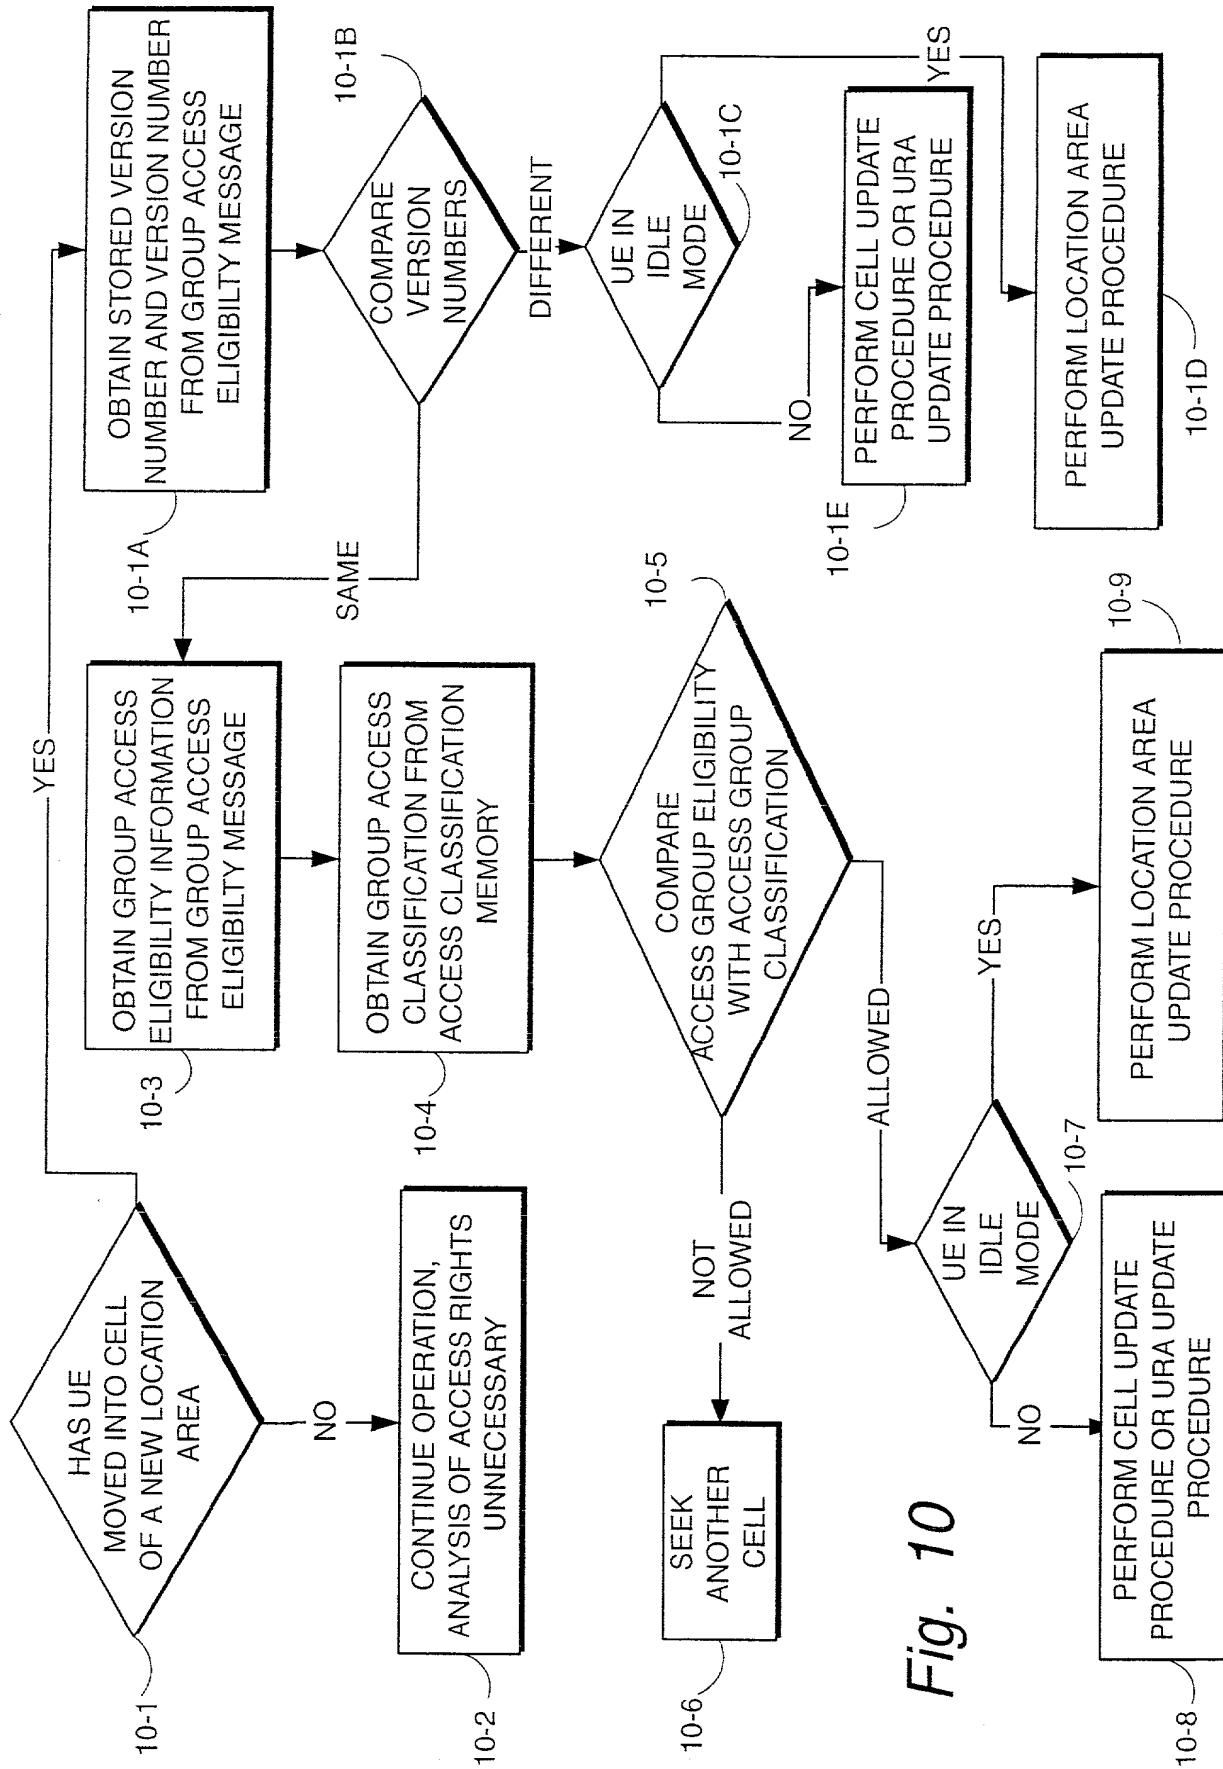 HAS UE
MOVED INTO CELL
OF A NEW LOCATION
AREA
10-1
YES
NO
CONTINUE OPERATION,
ANALYSIS OF ACCESS RIGHTS
UNNECESSARY
10-2
OBTAIN STORED VERSION
NUMBER AND VERSION NUMBER
FROM GROUP ACCESS
ELIGIBILTY MESSAGE
10-1A
COMPARE
VERSION
NUMBERS
10-1B
SAME
DIFFERENT
UE IN
IDLE
MODE
10-1C
NO
YES
PERFORM CELL UPDATE
PROCEDURE OR URA
UPDATE PROCEDURE
10-1E
PERFORM LOCATION AREA
UPDATE PROCEDURE
10-1D
OBTAIN GROUP ACCESS
ELIGIBILITY INFORMATION
FROM GROUP ACCESS
ELIGIBILTY MESSAGE
10-3
OBTAIN GROUP ACCESS
CLASSIFICATION FROM
ACCESS CLASSIFICATION
MEMORY
10-4
COMPARE
ACCESS GROUP ELIGIBILITY
WITH ACCESS GROUP
CLASSIFICATION
10-5
NOT
ALLOWED
ALLOWED
SEEK
ANOTHER
CELL
10-6
UE IN
IDLE
MODE
10-7
NO
YES
PERFORM CELL UPDATE
PROCEDURE OR URA UPDATE
PROCEDURE
10-8
PERFORM LOCATION AREA
UPDATE PROCEDURE
10-9
Fig. 10